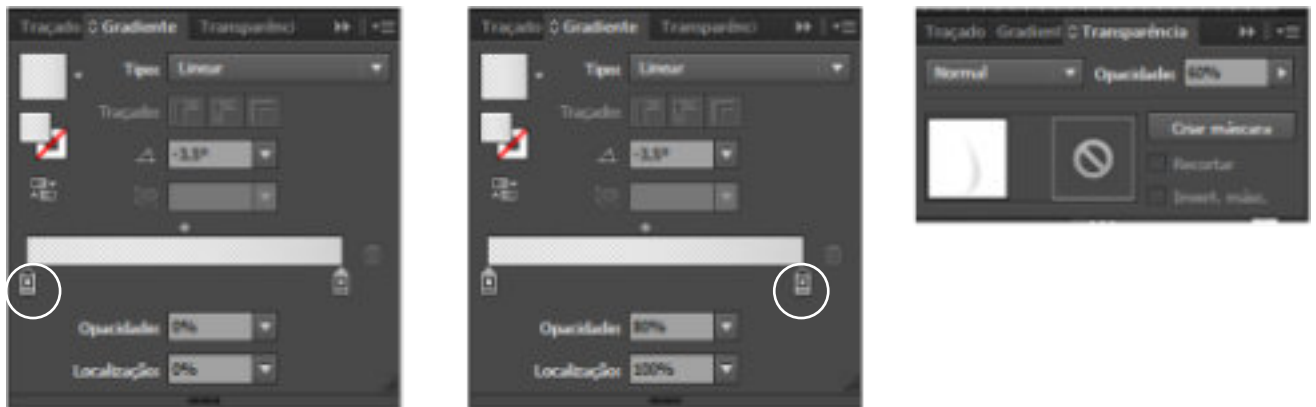 Traçado Gradiente Transparênci
Tipo: Linear
Traçado:
-3.5°
Opacidade: 0%
Localização: 0%
Traçado Gradiente Transparênci
Tipo: Linear
Traçado:
-3.5°
Opacidade: 80%
Localização: 100%
Traçado Gradient Transparência
Normal Opacidade: 60%
Criar máscara
Recortar
Invert. másc.